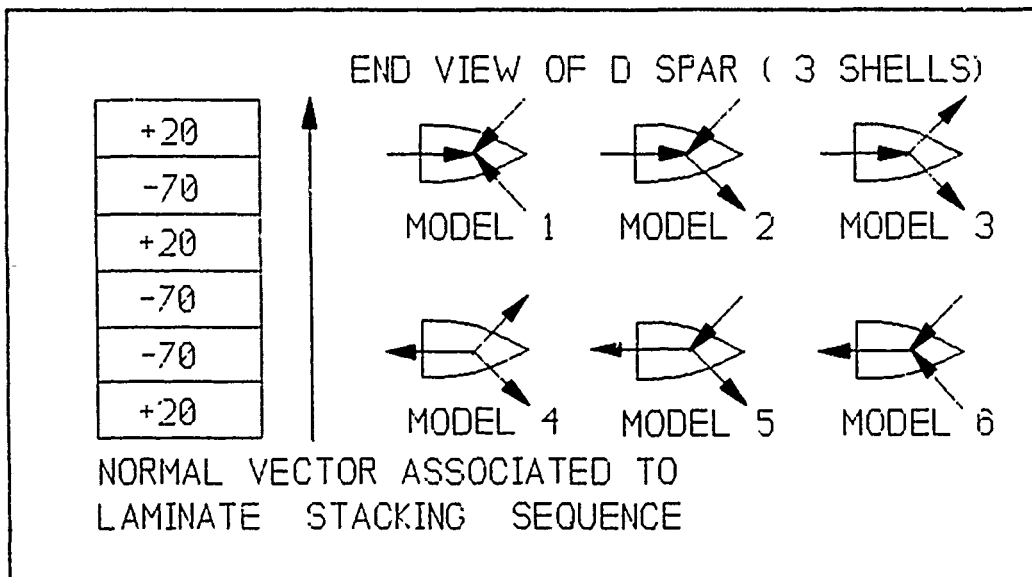 END VIEW OF D SPAR ( 3 SHELLS)
+20
-70
+20
-70
-70
+20
MODEL 1
MODEL 2
MODEL 3
MODEL 4
MODEL 5
MODEL 6
NORMAL VECTOR ASSOCIATED TO
LAMINATE STACKING SEQUENCE